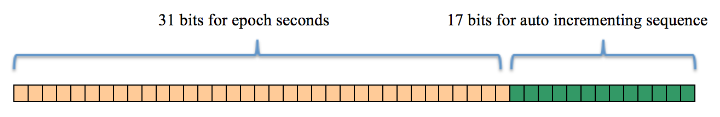 31 bits for epoch seconds
17 bits for auto incrementing sequence